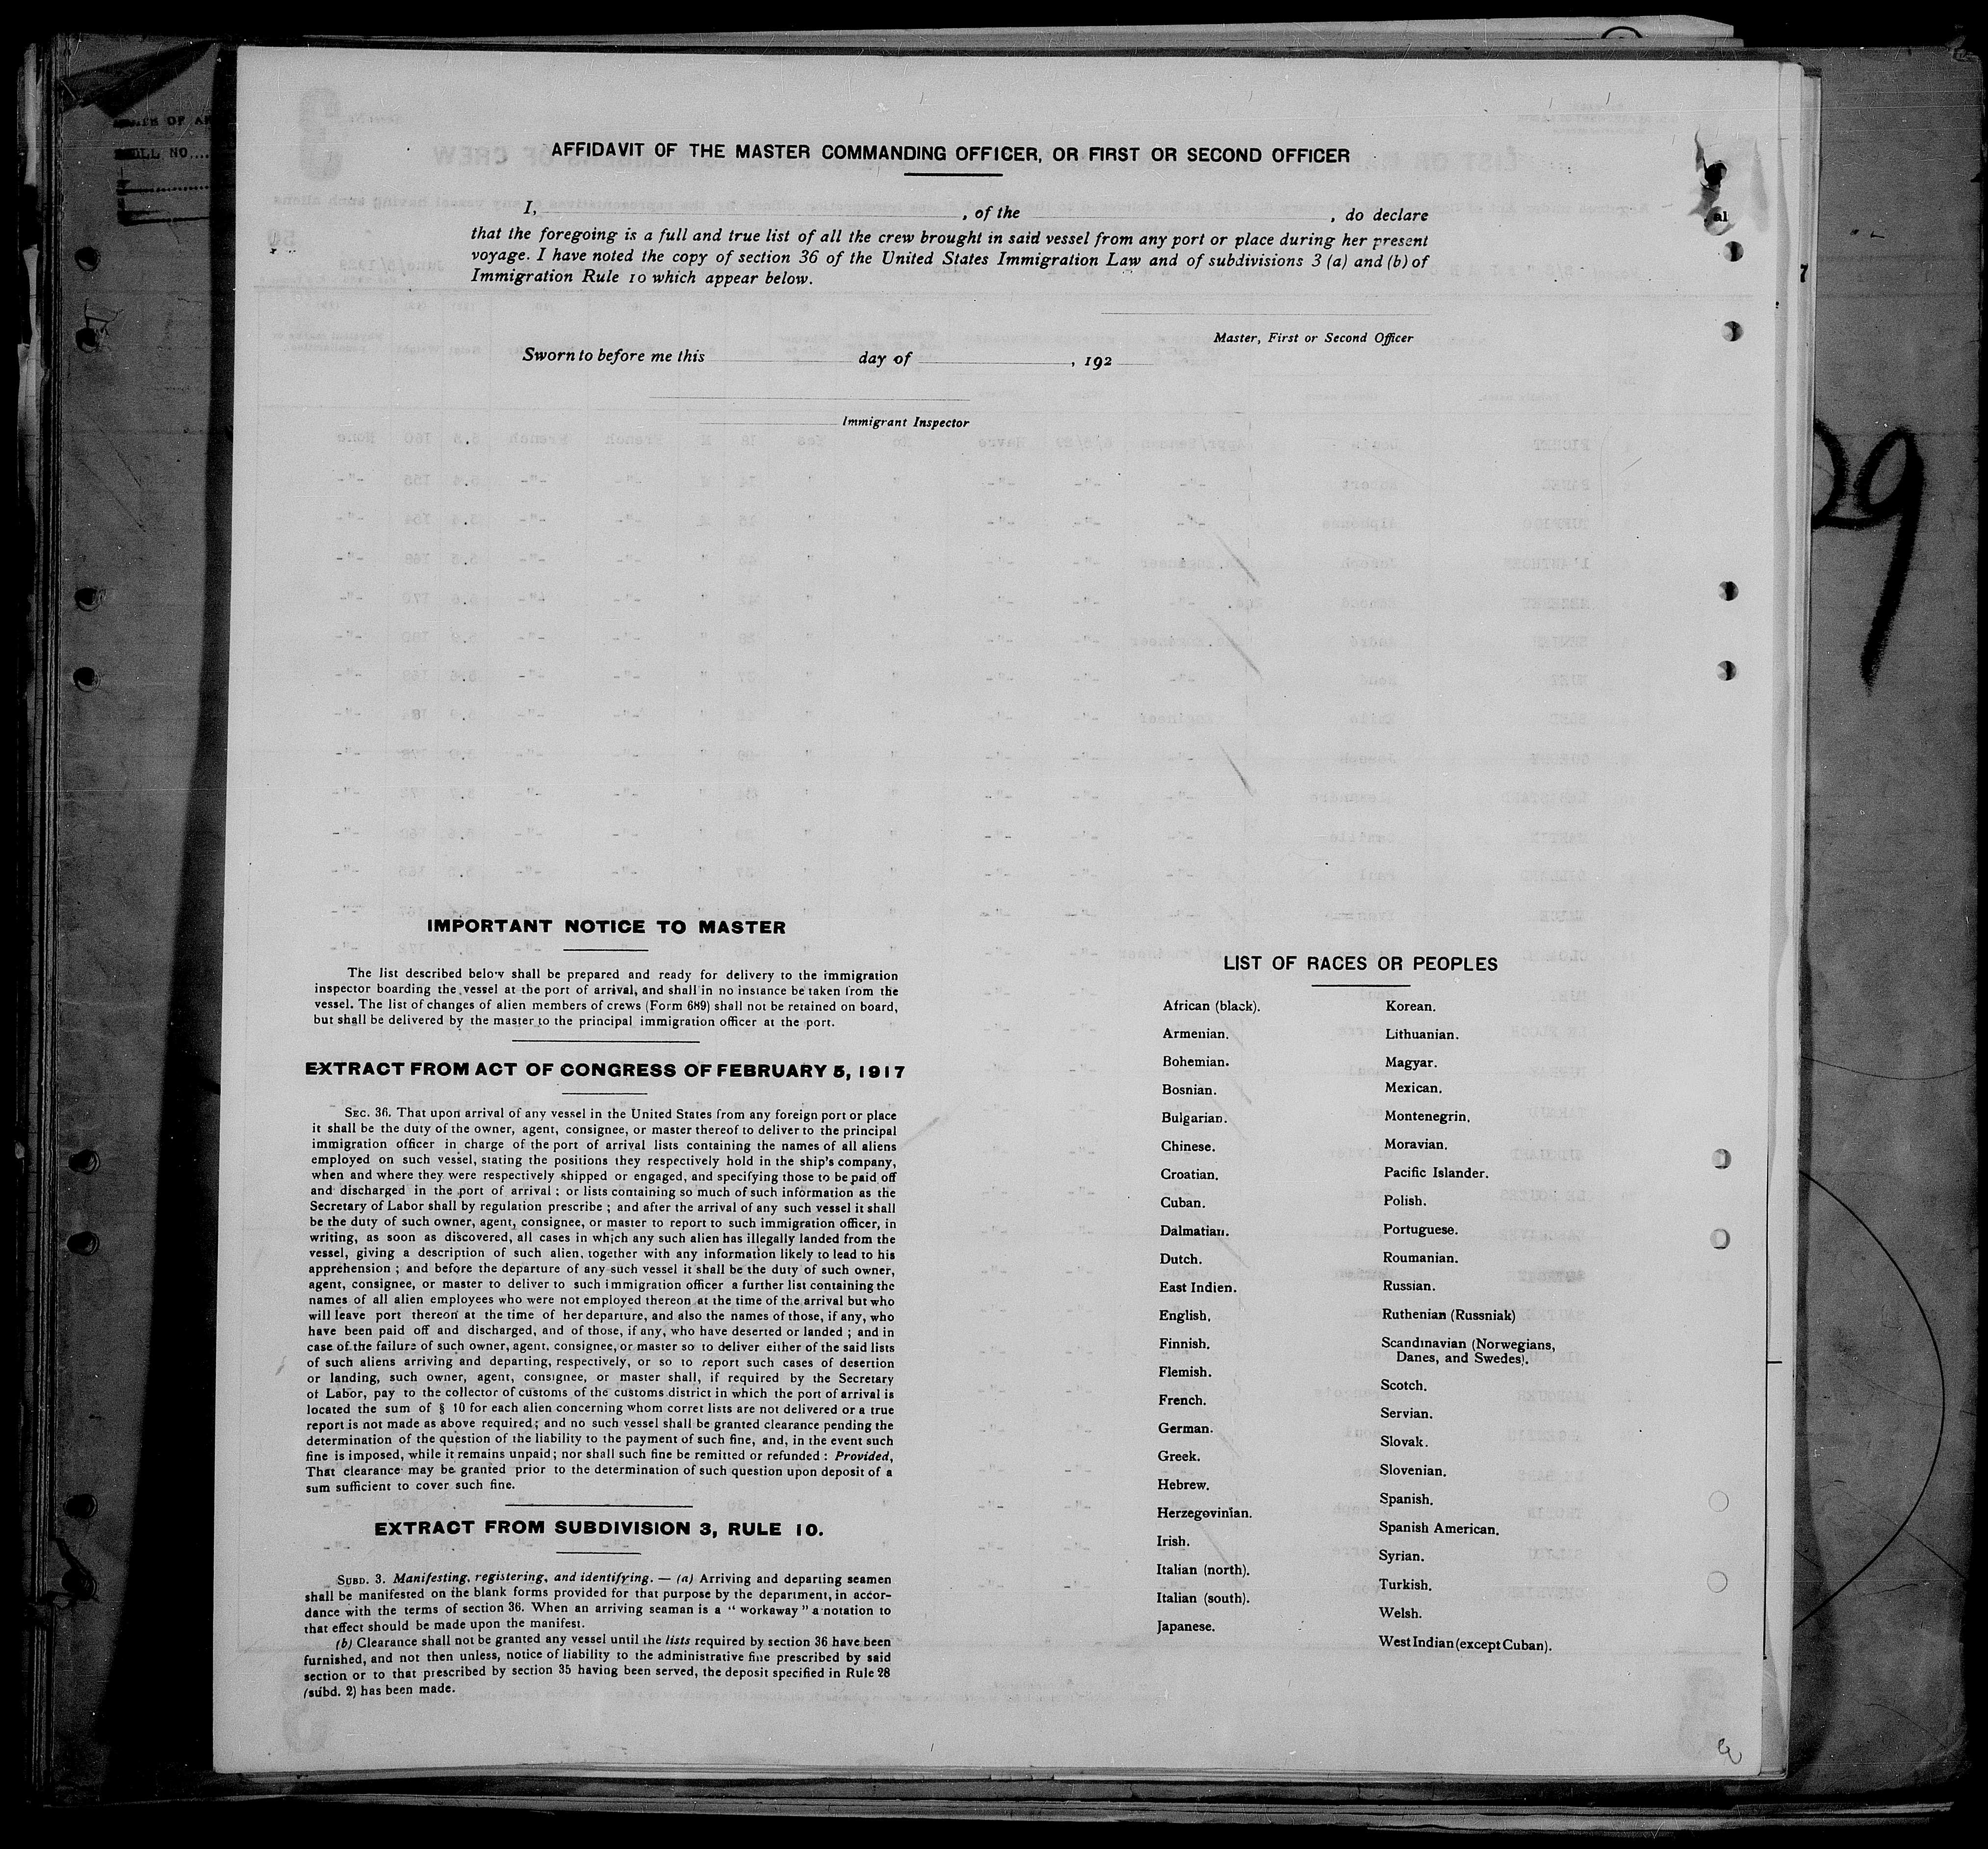 AFFIDAVIT OF THE MASTER COMMANDING OFFICER, OR FIRST OR SECOND OFFICER
I, , of the , do declare
that the foregoing is a full and true list of all the crew brought in said vessel from any port or place during her present
voyage. I have noted the copy of section 36 of the United States Immigration Law and of subdivisions 3 (a) and (b) of
Immigration Rule 10 which appear below.
Master, First or Second Officer
Sworn to before me this day of , 192
Immigrant Inspector
IMPORTANT NOTICE TO MASTER
The list described below shall be prepared and ready for delivery to the immigration
inspector boarding the vessel at the port of arrival, and shall in no instance be taken from the
vessel. The list of changes of alien members of crews (Form 689) shall not be retained on board,
but shall be delivered by the master to the principal immigration officer at the port.
EXTRACT FROM ACT OF CONGRESS OF FEBRUARY 5, 1917
SEC. 36. That upon arrival of any vessel in the United States from any foreign port or place
it shall be the duty of the owner, agent, consignee, or master thereof to deliver to the principal
immigration officer in charge of the port of arrival lists containing the names of all aliens
employed on such vessel, stating the positions they respectively hold in the ship's company,
when and where they were respectively shipped or engaged, and specifying those to be paid off
and discharged in the port of arrival ; or lists containing so much of such information as the
Secretary of Labor shall by regulation prescribe ; and after the arrival of any such vessel it shall
be the duty of such owner, agent, consignee, or master to report to such immigration officer, in
writing, as soon as discovered, all cases in which any such alien has illegally landed from the
vessel, giving a description of such alien, together with any information likely to lead to his
apprehension ; and before the departure of any such vessel it shall be the duty of such owner,
agent, consignee, or master to deliver to such immigration officer a further list containing the
names of all alien employees who were not employed thereon at the time of the arrival but who
will leave port thereon at the time of her departure, and also the names of those, if any, who
have been paid off and discharged, and of those, if any, who have deserted or landed ; and in
case of the failure of such owner, agent, consignee, or master so to deliver either of the said lists
of such aliens arriving and departing, respectively, or so to report such cases of desertion
or landing, such owner, agent, consignee, or master shall, if required by the Secretary
of Labor, pay to the collector of customs of the customs district in which the port of arrival is
located the sum of § 10 for each alien concerning whom corret lists are not delivered or a true
report is not made as above required ; and no such vessel shall be granted clearance pending the
determination of the question of the liability to the payment of such fine, and, in the event such
fine is imposed, while it remains unpaid ; nor shall such fine be remitted or refunded : Provided,
That clearance may be granted prior to the determination of such question upon deposit of a
sum sufficient to cover such fine.
EXTRACT FROM SUBDIVISION 3, RULE 10.
SUBD. 3. Manifesting, registering, and identifying. — (a) Arriving and departing seamen
shall be manifested on the blank forms provided for that purpose by the department, in accor-
dance with the terms of section 36. When an arriving seaman is a " workaway " a notation to
that effect should be made upon the manifest.
(b) Clearance shall not be granted any vessel until the lists required by section 36 have been
furnished, and not then unless, notice of liability to the administrative fine prescribed by said
section or to that prescribed by section 35 having been served, the deposit specified in Rule 28
(subd. 2) has been made.
LIST OF RACES OR PEOPLES
African (black).
Armenian.
Bohemian.
Bosnian.
Bulgarian.
Chinese.
Croatian.
Cuban.
Dalmatian.
Dutch.
East Indien.
English.
Finnish.
Flemish.
French.
German.
Greek.
Hebrew.
Herzegovinian.
Irish.
Italian (north).
Italian (south).
Japanese.
Korean.
Lithuanian.
Magyar.
Mexican.
Montenegrin.
Moravian.
Pacific Islander.
Polish.
Portuguese.
Roumanian.
Russian.
Ruthenian (Russniak)
Scandinavian (Norwegians,
Danes, and Swedes).
Scotch.
Servian.
Slovak.
Slovenian.
Spanish.
Spanish American.
Syrian.
Turkish.
Welsh.
West Indian (except Cuban).
al
29